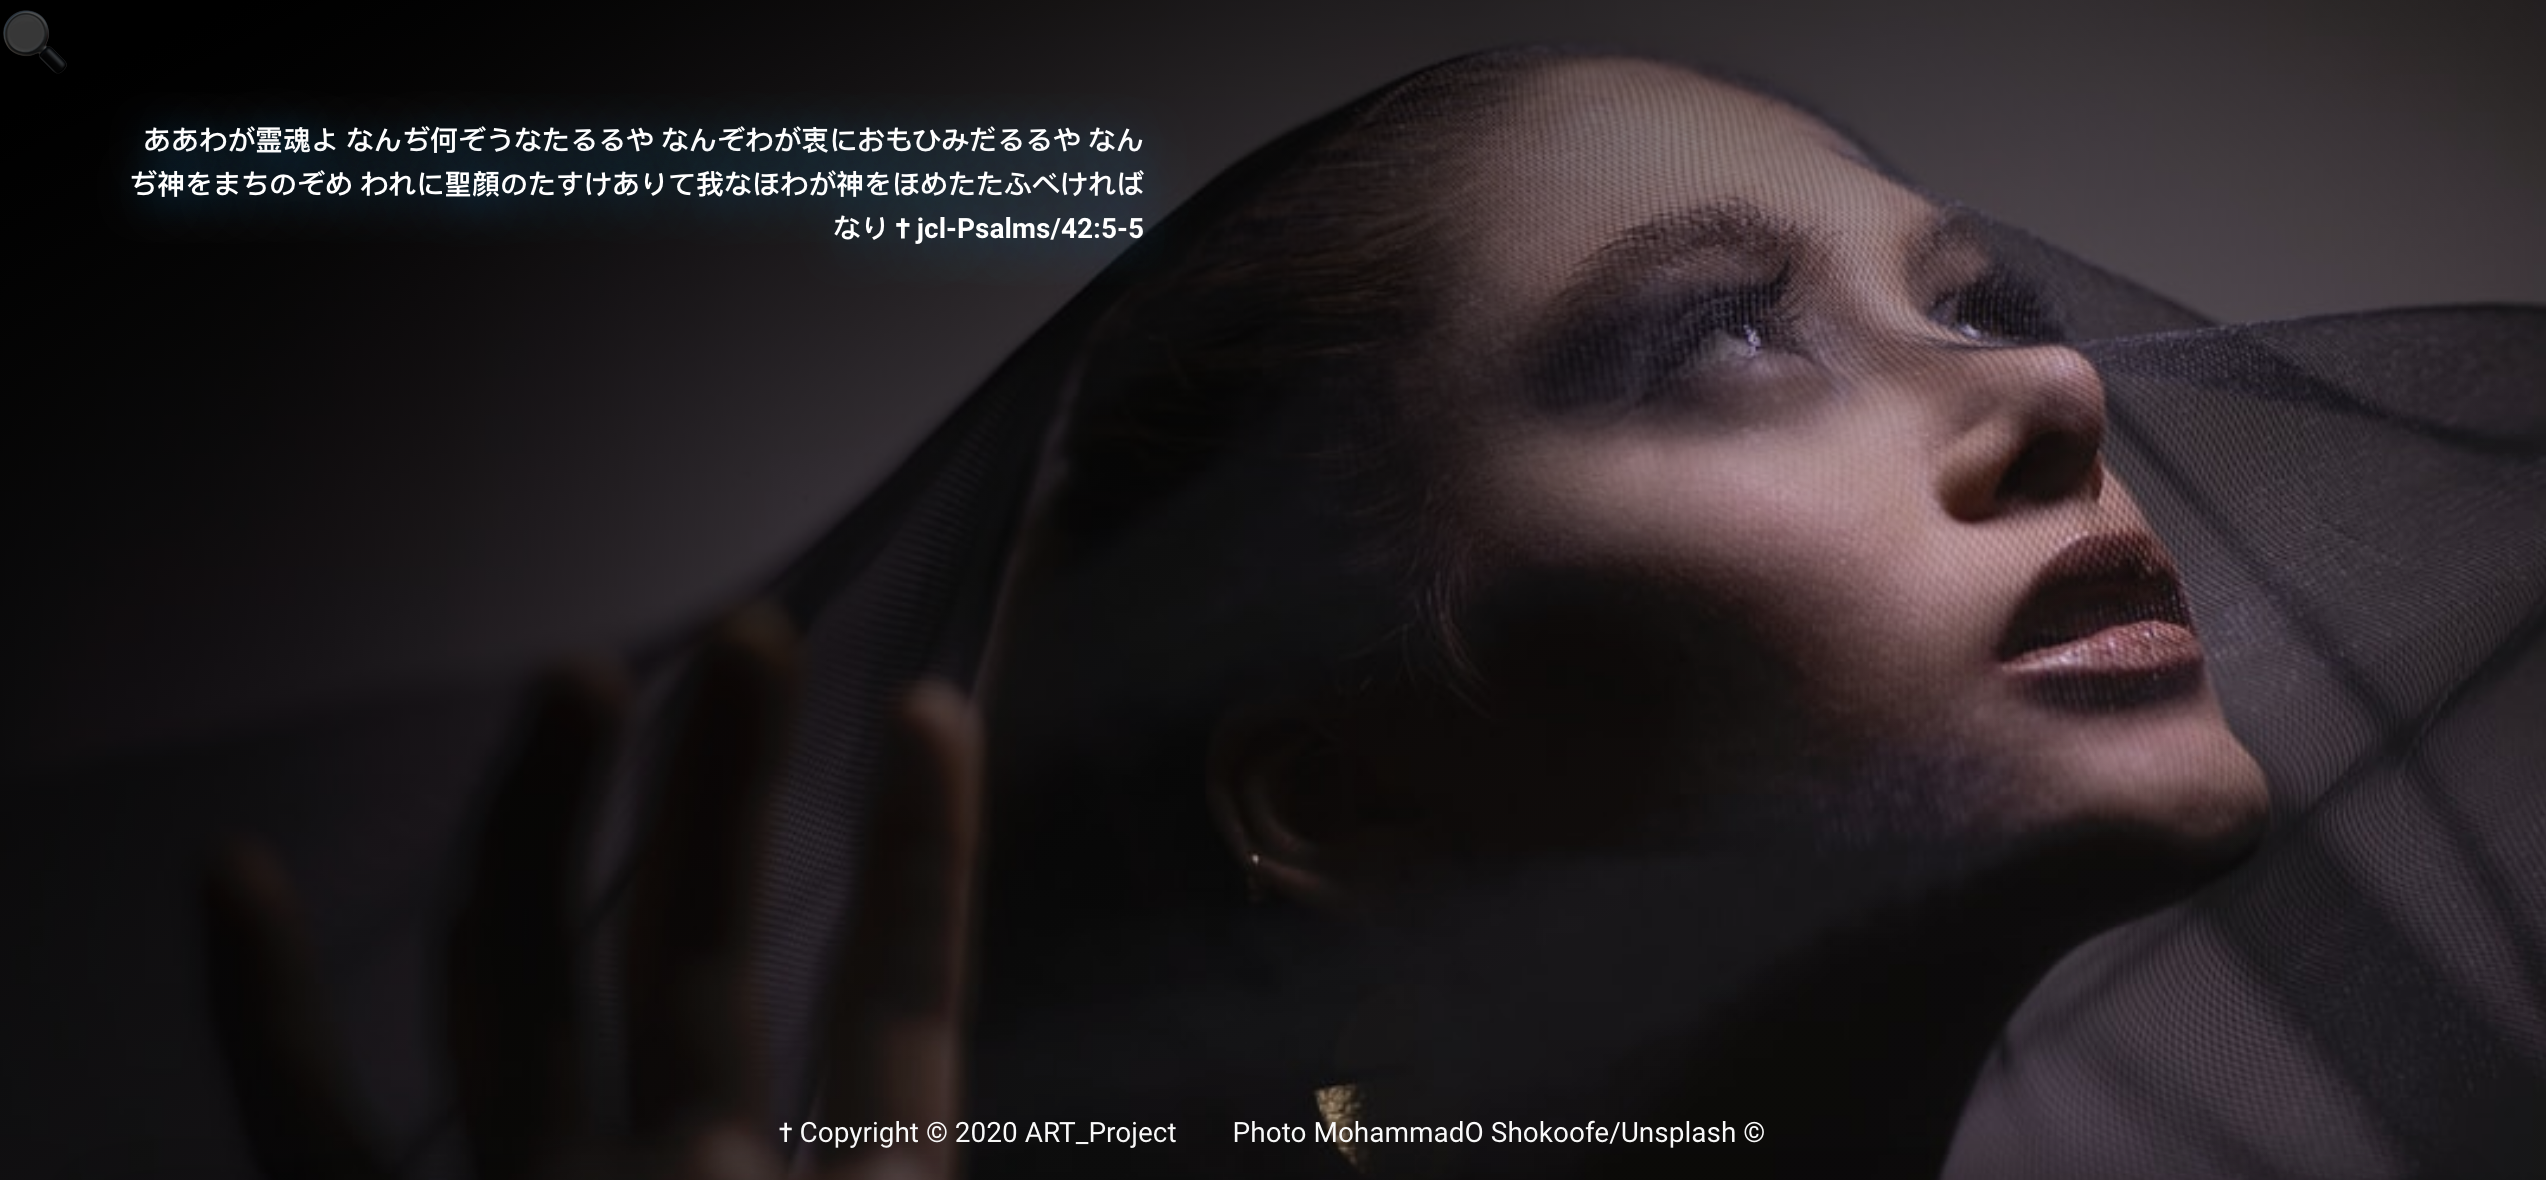 ああわが霊魂よ なんぢ何ぞうなたるるや なんぞわが衷におもひみだるるや なん
ぢ神をまちのぞめ われに聖顔のたすけありて我なほわが神をほめたたふべければ
なり ✝ jcl-Psalms/42:5-5
✝ Copyright © 2020 ART_Project
Photo MohammadO Shokoofe/Unsplash ©